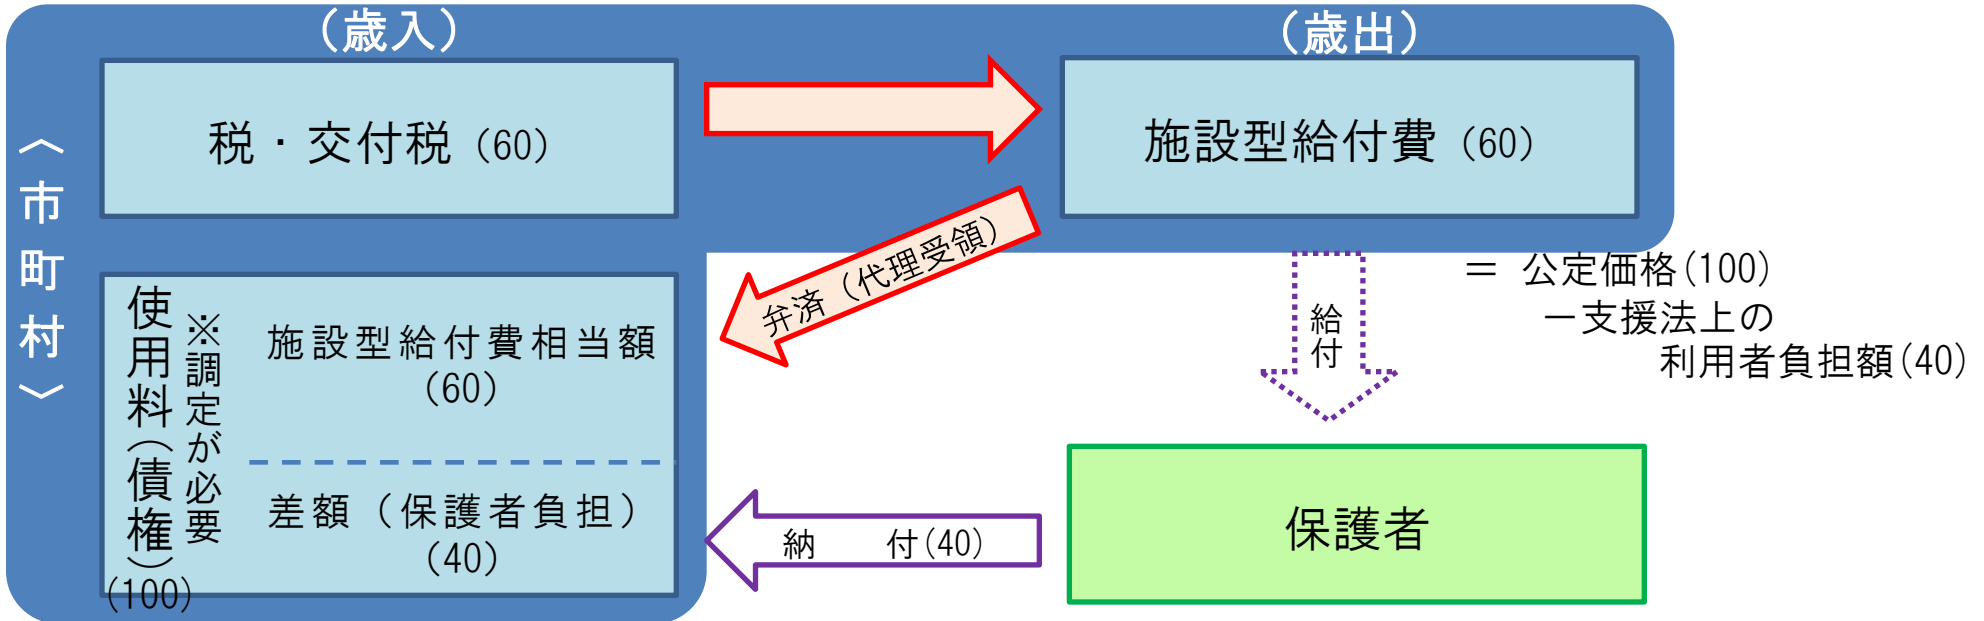 （歳入）
（歳出）
〈市町村〉
税・交付税（60）
施設型給付費（60）
弁済（代理受領）
給付
＝ 公定価格(100)
－支援法上の
利用者負担額(40)
使用料（債権）
(100)
※調定が必要
施設型給付費相当額
(60)
差額（保護者負担）
(40)
納　付(40)
保護者